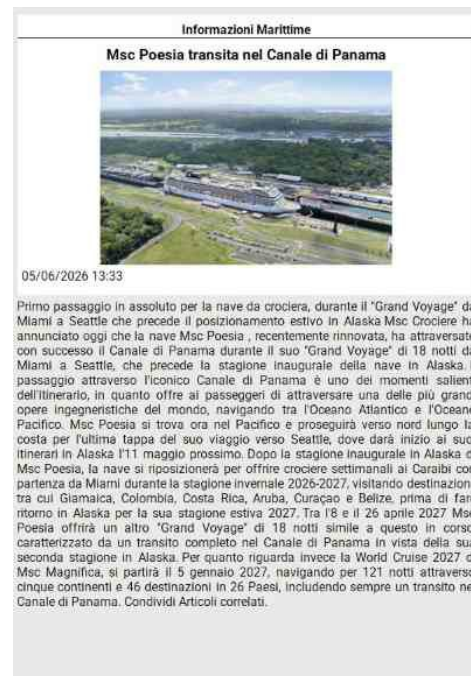 Informazioni Marittime
Msc Poesia transita nel Canale di Panama
05/06/2026 13:33
Primo passaggio in assoluto per la nave da crociera, durante il "Grand Voyage" da
Miami a Seattle che precede il posizionamento estivo in Alaska Msc Crociere ha
annunciato oggi che la nave Msc Poesia , recentemente rinnovata, ha attraversato
con successo il Canale di Panama durante il suo "Grand Voyage" di 18 notti da
Miami a Seattle, che precede la stagione inaugurale della nave in Alaska.
passaggio attraverso l'iconico Canale di Panama è uno dei momenti salient
dell'itinerario, in quanto offre ai passeggeri di attraversare una delle più grand
opere ingegneristiche del mondo, navigando tra l'Oceano Atlantico e l'Oceano
Pacifico. Msc Poesia si trova ora nel Pacifico e proseguirà verso nord lungo la
costa per l'ultima tappa del suo viaggio verso Seattle, dove darà inizio ai suo
itinerari in Alaska l'11 maggio prossimo. Dopo la stagione inaugurale in Alaska d
Msc Poesia, la nave si riposizionerà per offrire crociere settimanali ai Caraibi con
partenza da Miami durante la stagione invernale 2026-2027, visitando destinazion
tra cui Giamaica, Colombia, Costa Rica, Aruba, Curaçao e Belize, prima di fare
ritorno in Alaska per la sua stagione estiva 2027. Tra l'8 e il 26 aprile 2027 Msc
Poesia offrirà un altro "Grand Voyage" di 18 notti simile a questo in corso,
caratterizzato da un transito completo nel Canale di Panama in vista della sua
seconda stagione in Alaska. Per quanto riguarda invece la World Cruise 2027 d
Msc Magnifica, si partirà il 5 gennaio 2027, navigando per 121 notti attraverso
cinque continenti e 46 destinazioni in 26 Paesi, includendo sempre un transito nel
Canale di Panama. Condividi Articoli correlati.